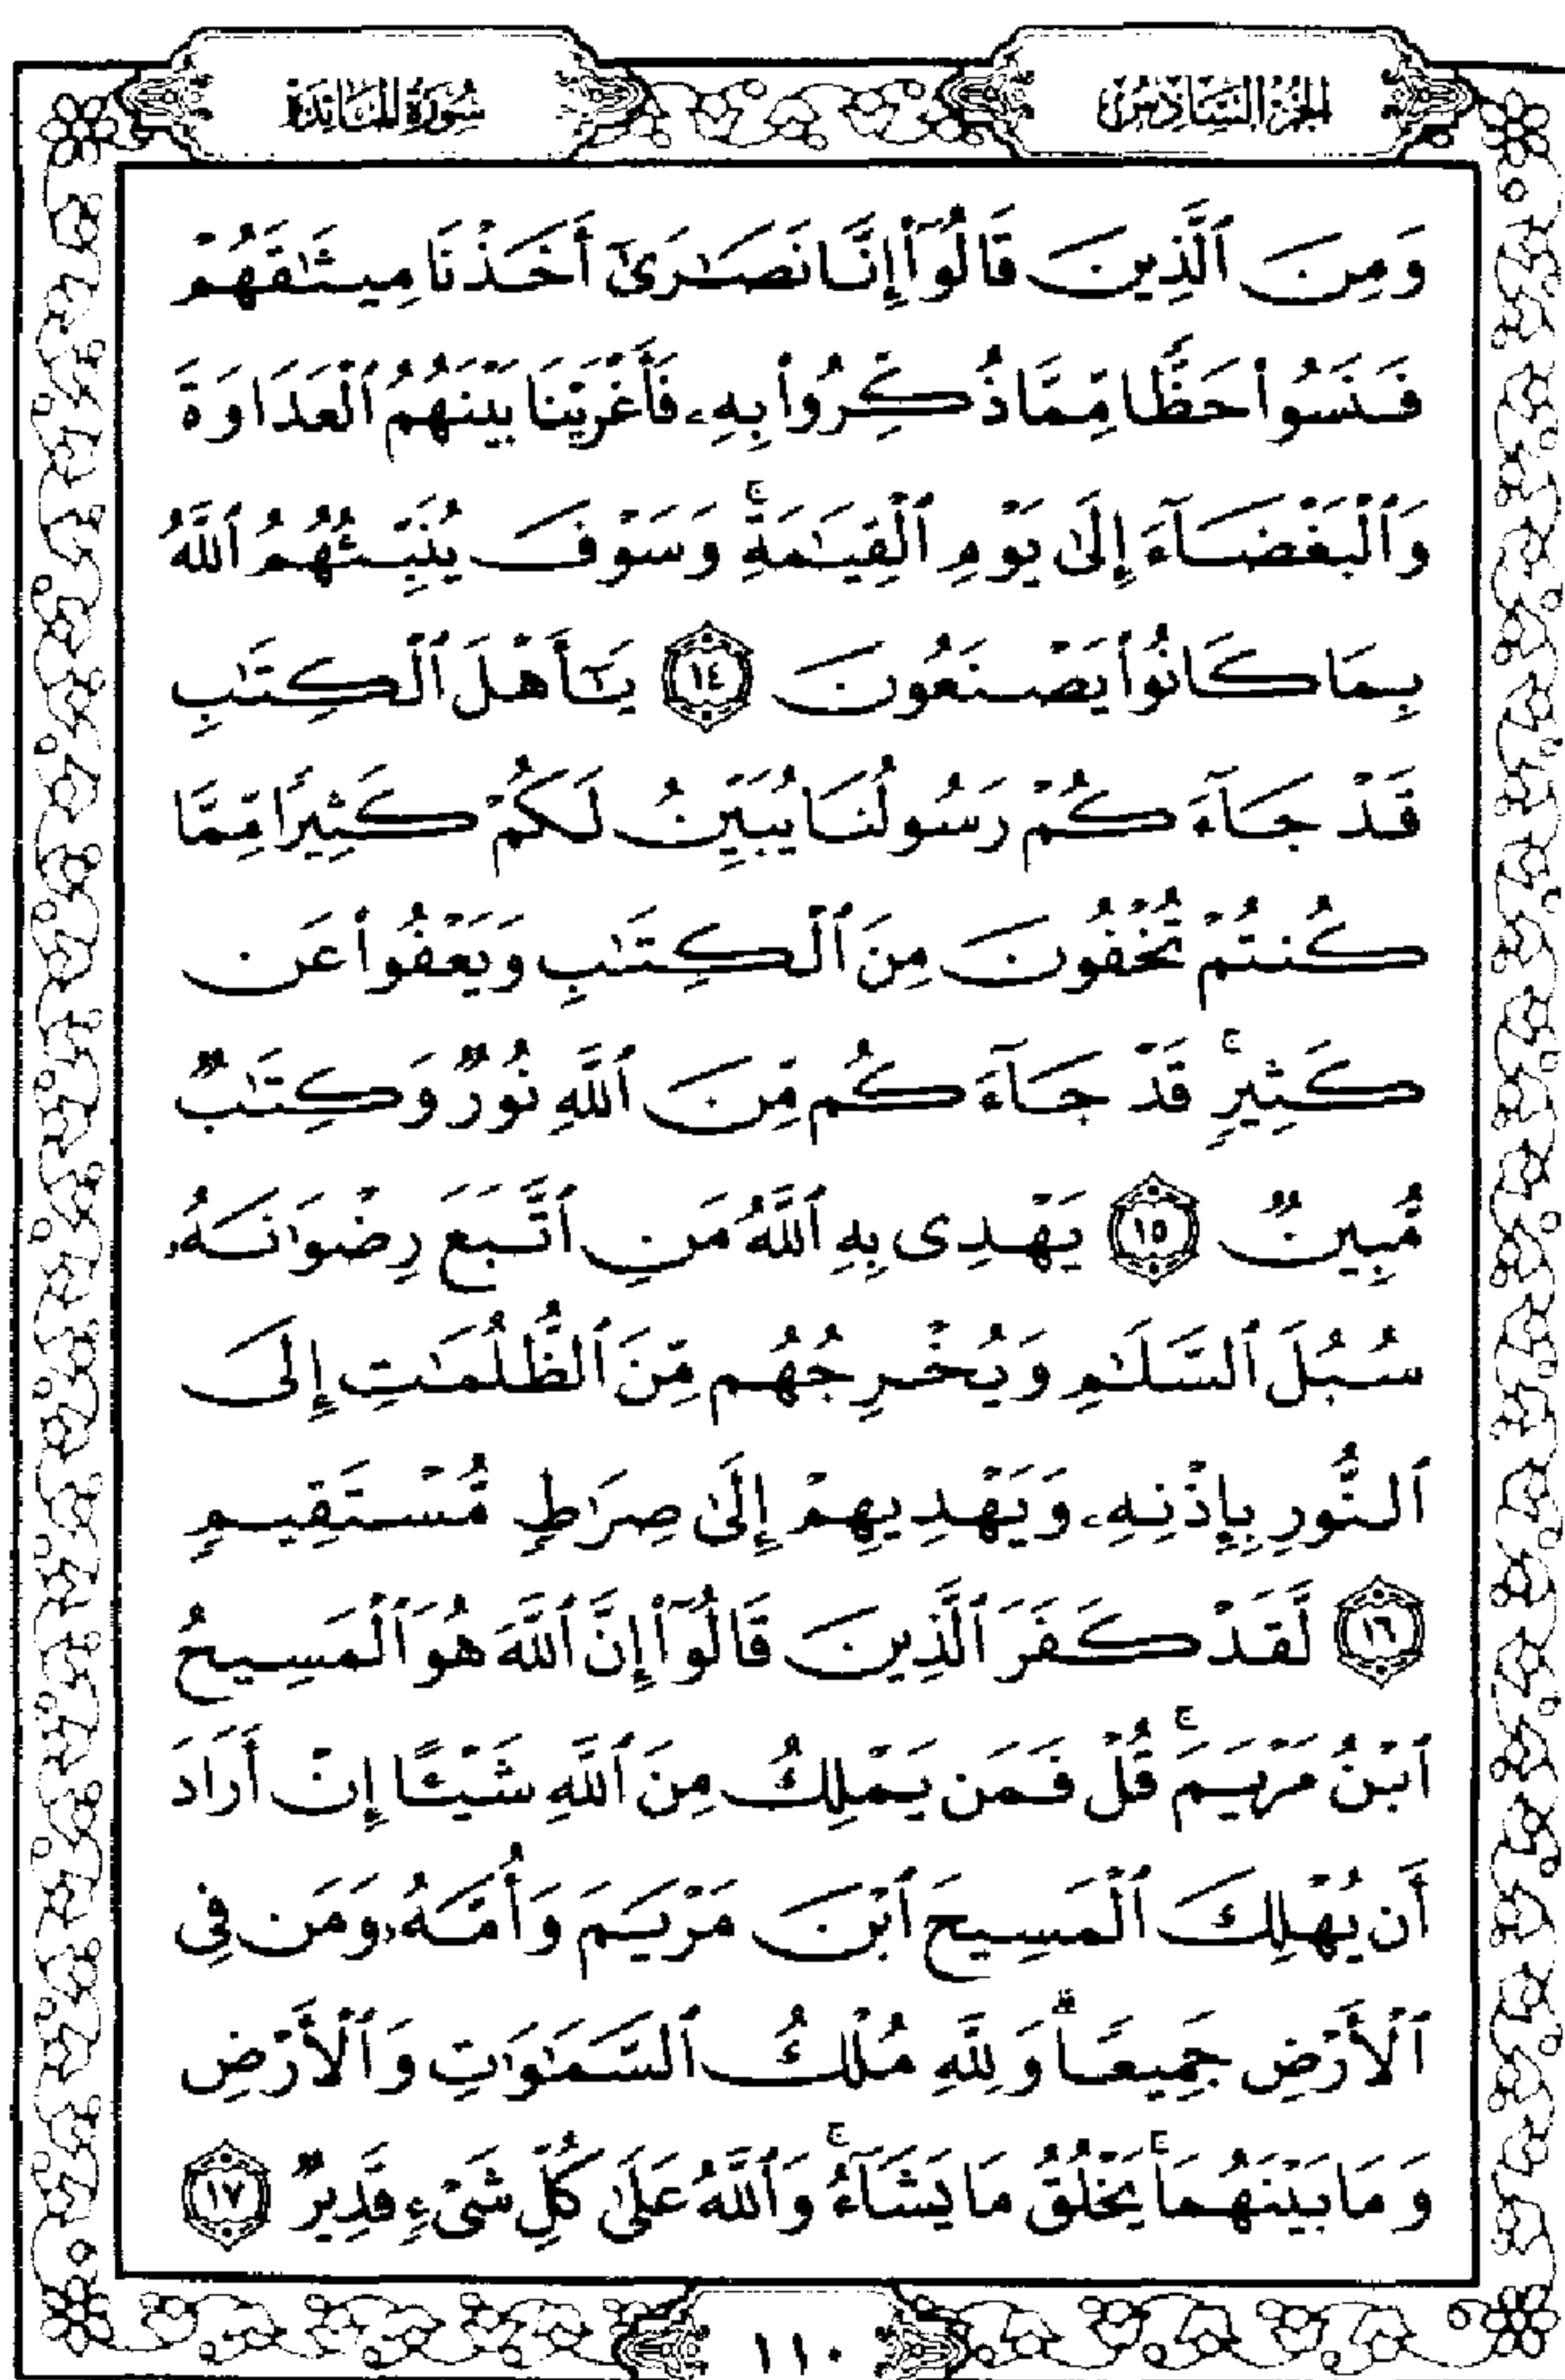 الجزء السادس
سورة المائدة
وَمِنَ ٱلَّذِينَ قَالُوٓا۟ إِنَّا نَصَـٰرَىٰٓ أَخَذْنَا مِيثَـٰقَهُمْ
فَنَسُوا۟ حَظًّا مِّمَّا ذُكِّرُوا۟ بِهِۦ فَأَغْرَيْنَا بَيْنَهُمُ ٱلْعَدَاوَةَ
وَٱلْبَغْضَآءَ إِلَىٰ يَوْمِ ٱلْقِيَـٰمَةِ ۚ وَسَوْفَ يُنَبِّئُهُمُ ٱللَّهُ
بِمَا كَانُوا۟ يَصْنَعُونَ ١٤ يَـٰٓأَهْلَ ٱلْكِتَـٰبِ
قَدْ جَآءَكُمْ رَسُولُنَا يُبَيِّنُ لَكُمْ كَثِيرًا مِّمَّا
كُنتُمْ تُخْفُونَ مِنَ ٱلْكِتَـٰبِ وَيَعْفُوا۟ عَن
كَثِيرٍ ۚ قَدْ جَآءَكُم مِّنَ ٱللَّهِ نُورٌ وَكِتَـٰبٌ
مُّبِينٌ ١٥ يَهْدِى بِهِ ٱللَّهُ مَنِ ٱتَّبَعَ رِضْوَٰنَهُۥ
سُبُلَ ٱلسَّلَـٰمِ وَيُخْرِجُهُم مِّنَ ٱلظُّلُمَـٰتِ إِلَى
ٱلنُّورِ بِإِذْنِهِۦ وَيَهْدِيهِمْ إِلَىٰ صِرَٰطٍ مُّسْتَقِيمٍ
١٦ لَّقَدْ كَفَرَ ٱلَّذِينَ قَالُوٓا۟ إِنَّ ٱللَّهَ هُوَ ٱلْمَسِيحُ
ٱبْنُ مَرْيَمَ ۚ قُلْ فَمَن يَمْلِكُ مِنَ ٱللَّهِ شَيْـًٔا إِنْ أَرَادَ
أَن يُهْلِكَ ٱلْمَسِيحَ ٱبْنَ مَرْيَمَ وَأُمَّهُۥ وَمَن فِى
ٱلْأَرْضِ جَمِيعًا ۗ وَلِلَّهِ مُلْكُ ٱلسَّمَـٰوَٰتِ وَٱلْأَرْضِ
وَمَا بَيْنَهُمَا ۚ يَخْلُقُ مَا يَشَآءُ ۚ وَٱللَّهُ عَلَىٰ كُلِّ شَىْءٍ قَدِيرٌ ١٧
١١٠